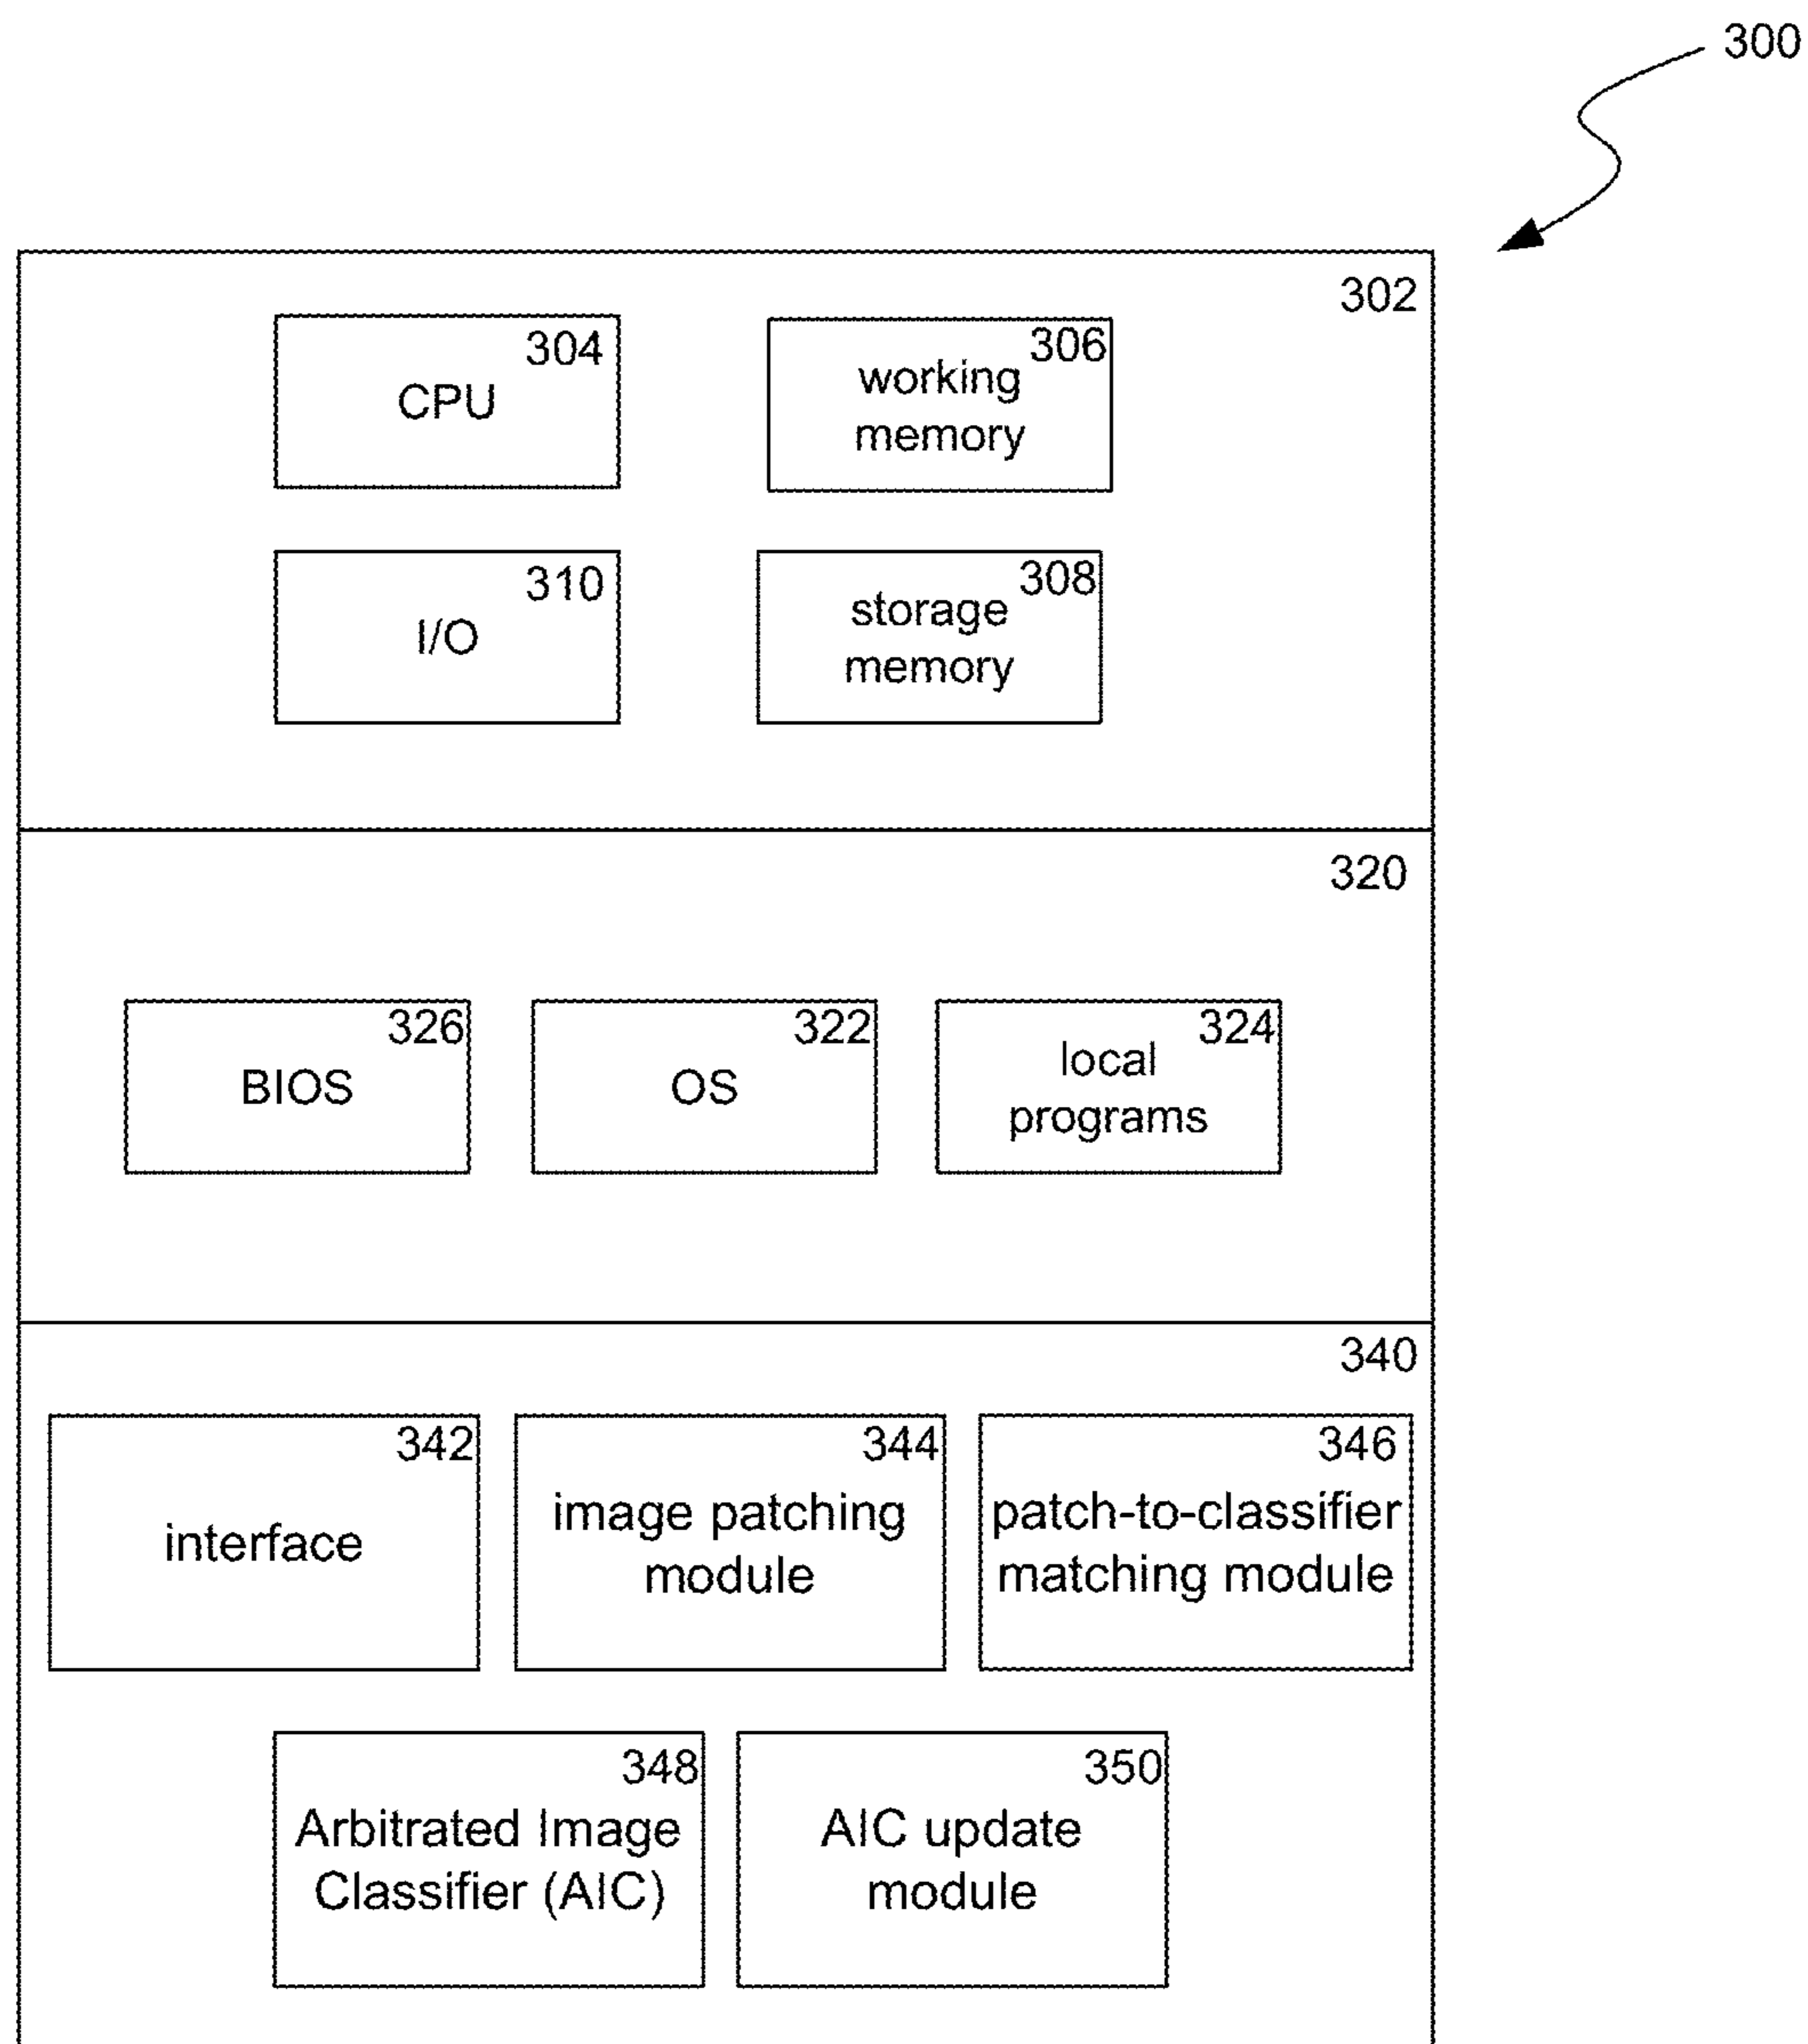 300
302
304
CPU
306
working
memory
310
I/O
308
storage
memory
320
326
BIOS
322
OS
324
local
programs
340
342
interface
344
image patching
module
346
patch-to-classifier
matching module
348
Arbitrated Image
Classifier (AIC)
350
AIC update
module